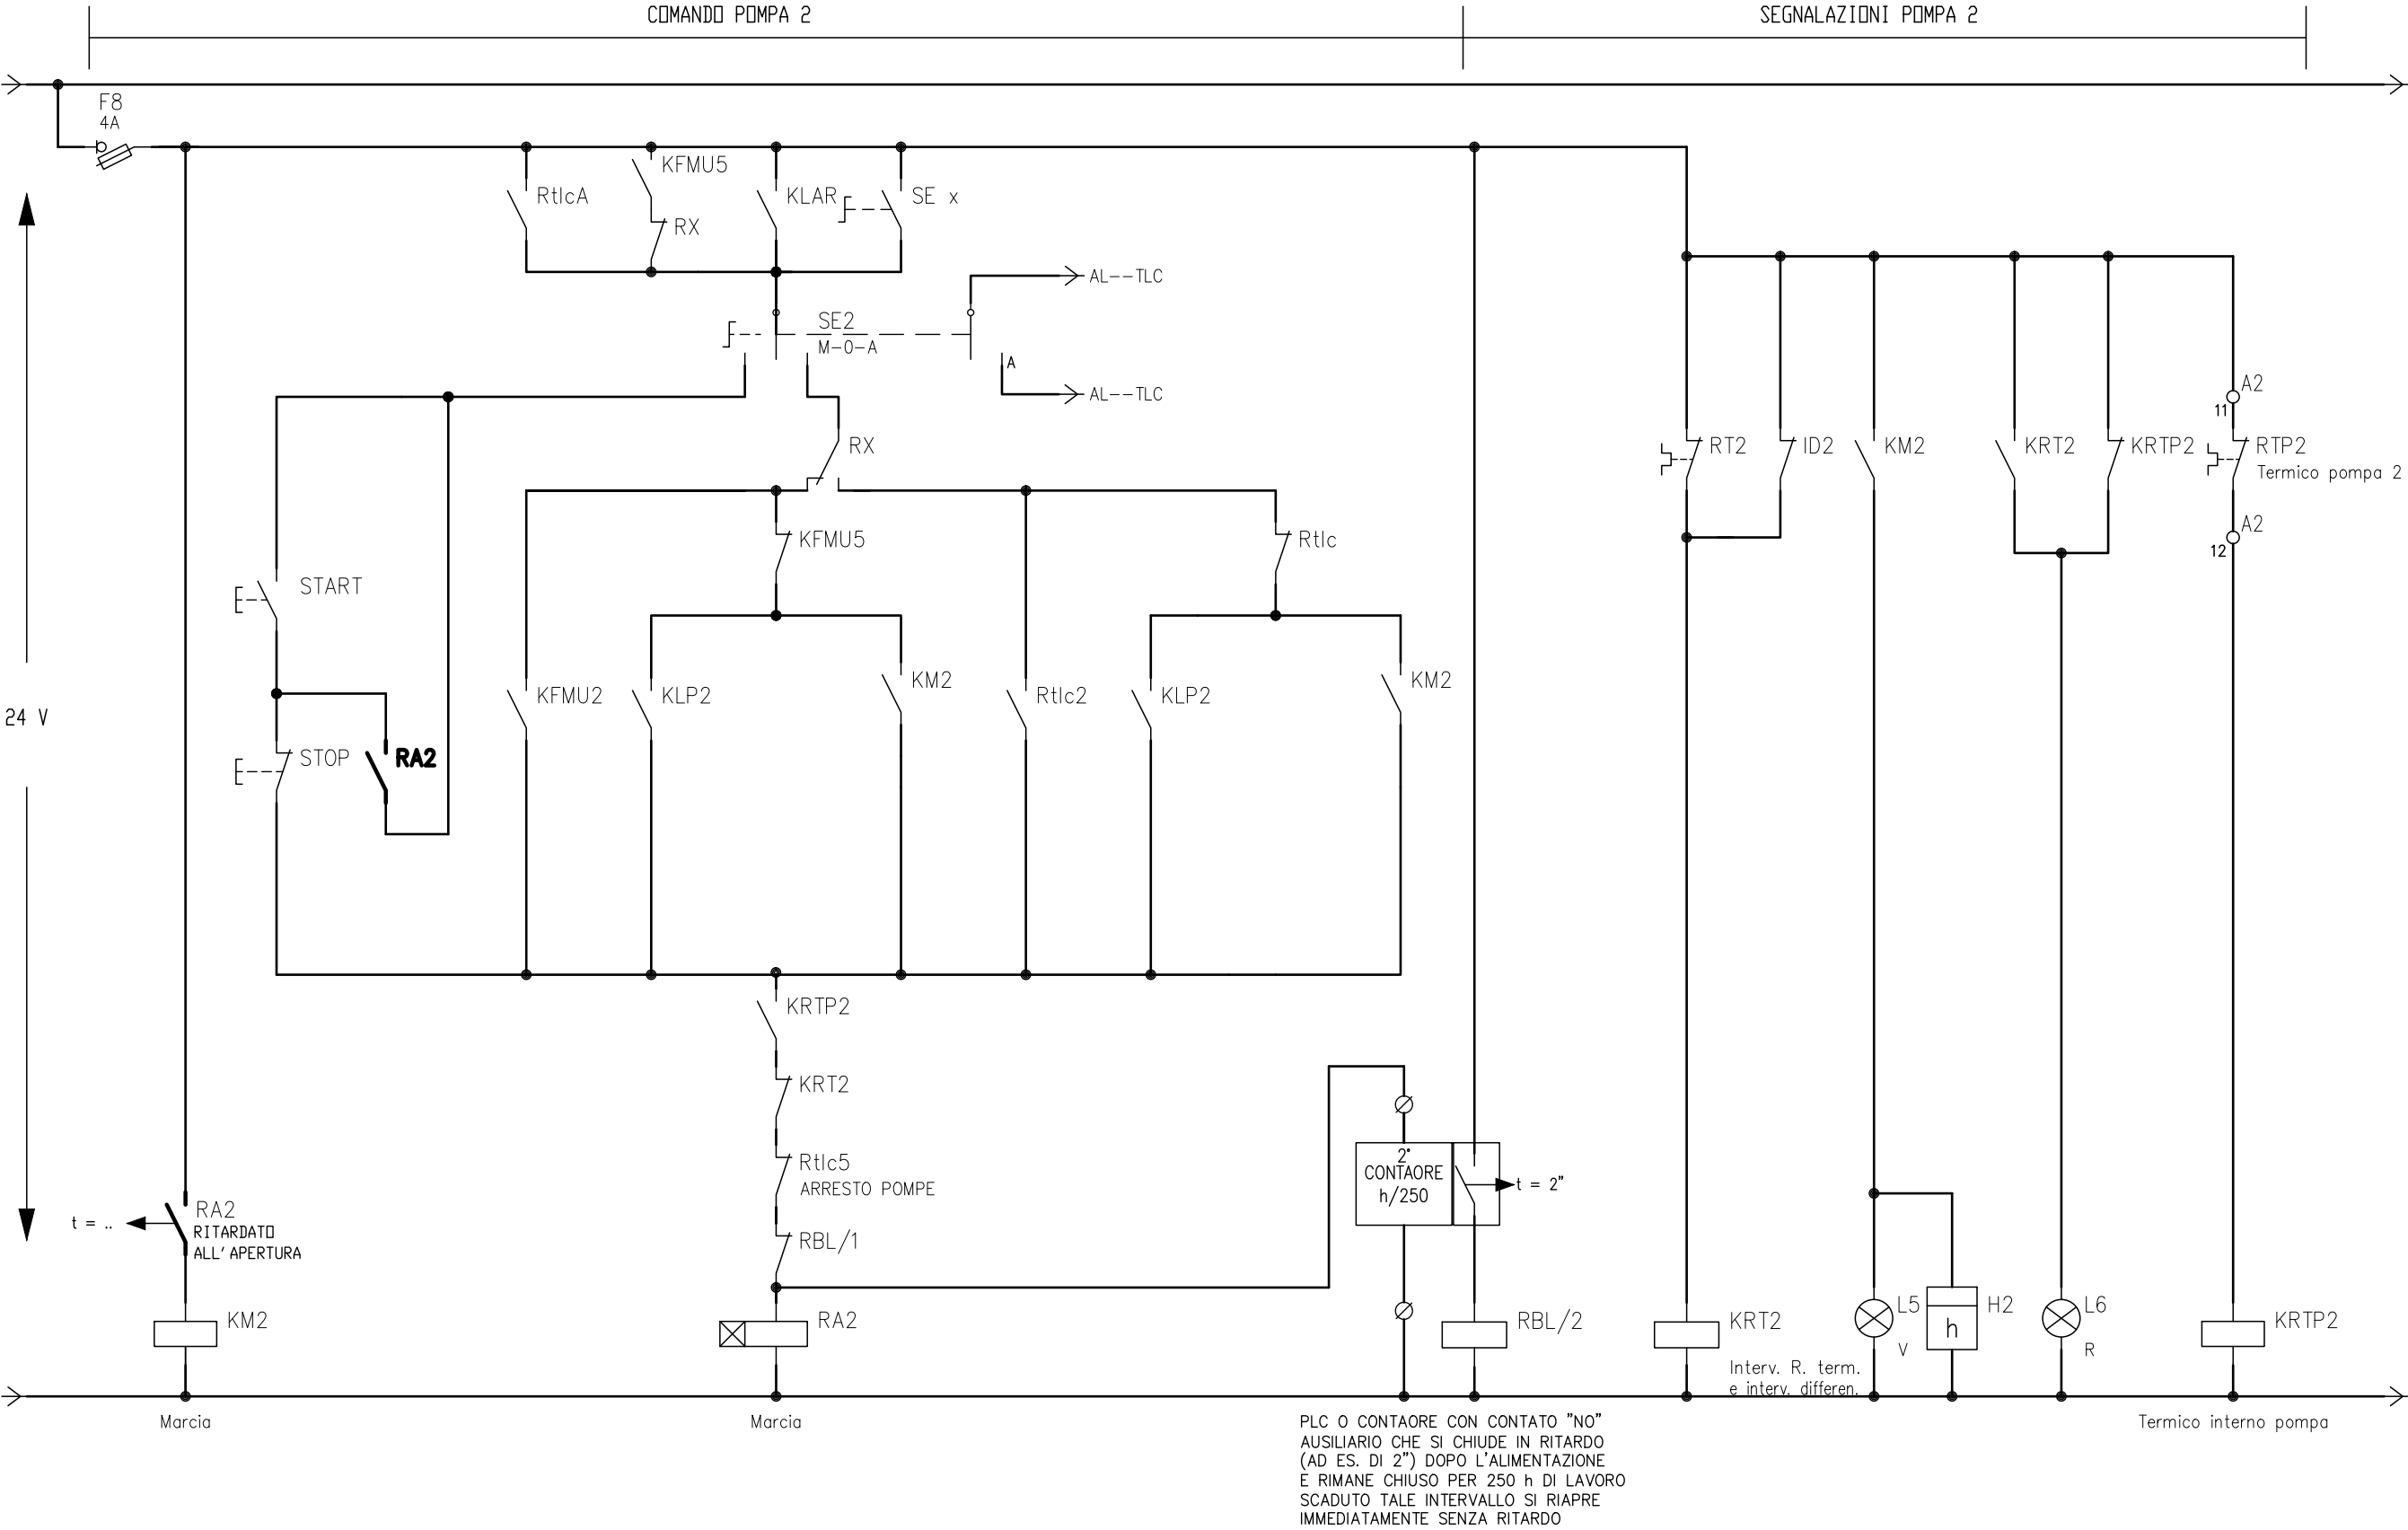 COMANDO POMPA 2
SEGNALAZIONI POMPA 2
F8
4A
RtlcA
KFMU5
RX
KLAR
SE x
AL--TLC
SE2
M-0-A
A
AL--TLC
RX
A2
11
RT2
ID2
KM2
KRT2
KRTP2
RTP2
Termico pompa 2
A2
12
KFMU5
Rtlc
START
KFMU2
KLP2
KM2
Rtlc2
KLP2
KM2
24 V
STOP
RA2
KRTP2
KRT2
Rtlc5
ARRESTO POMPE
RBL/1
2°
CONTAORE
h/250
t = 2"
t = ..
RA2
RITARDATO
ALL' APERTURA
KM2
RA2
RBL/2
KRT2
L5
V
H2
h
L6
R
KRTP2
Interv. R. term.
e interv. differen.
Marcia
Marcia
Termico interno pompa
PLC O CONTAORE CON CONTATO "NO"
AUSILIARIO CHE SI CHIUDE IN RITARDO
(AD ES. DI 2") DOPO L'ALIMENTAZIONE
E RIMANE CHIUSO PER 250 h DI LAVORO
SCADUTO TALE INTERVALLO SI RIAPRE
IMMEDIATAMENTE SENZA RITARDO